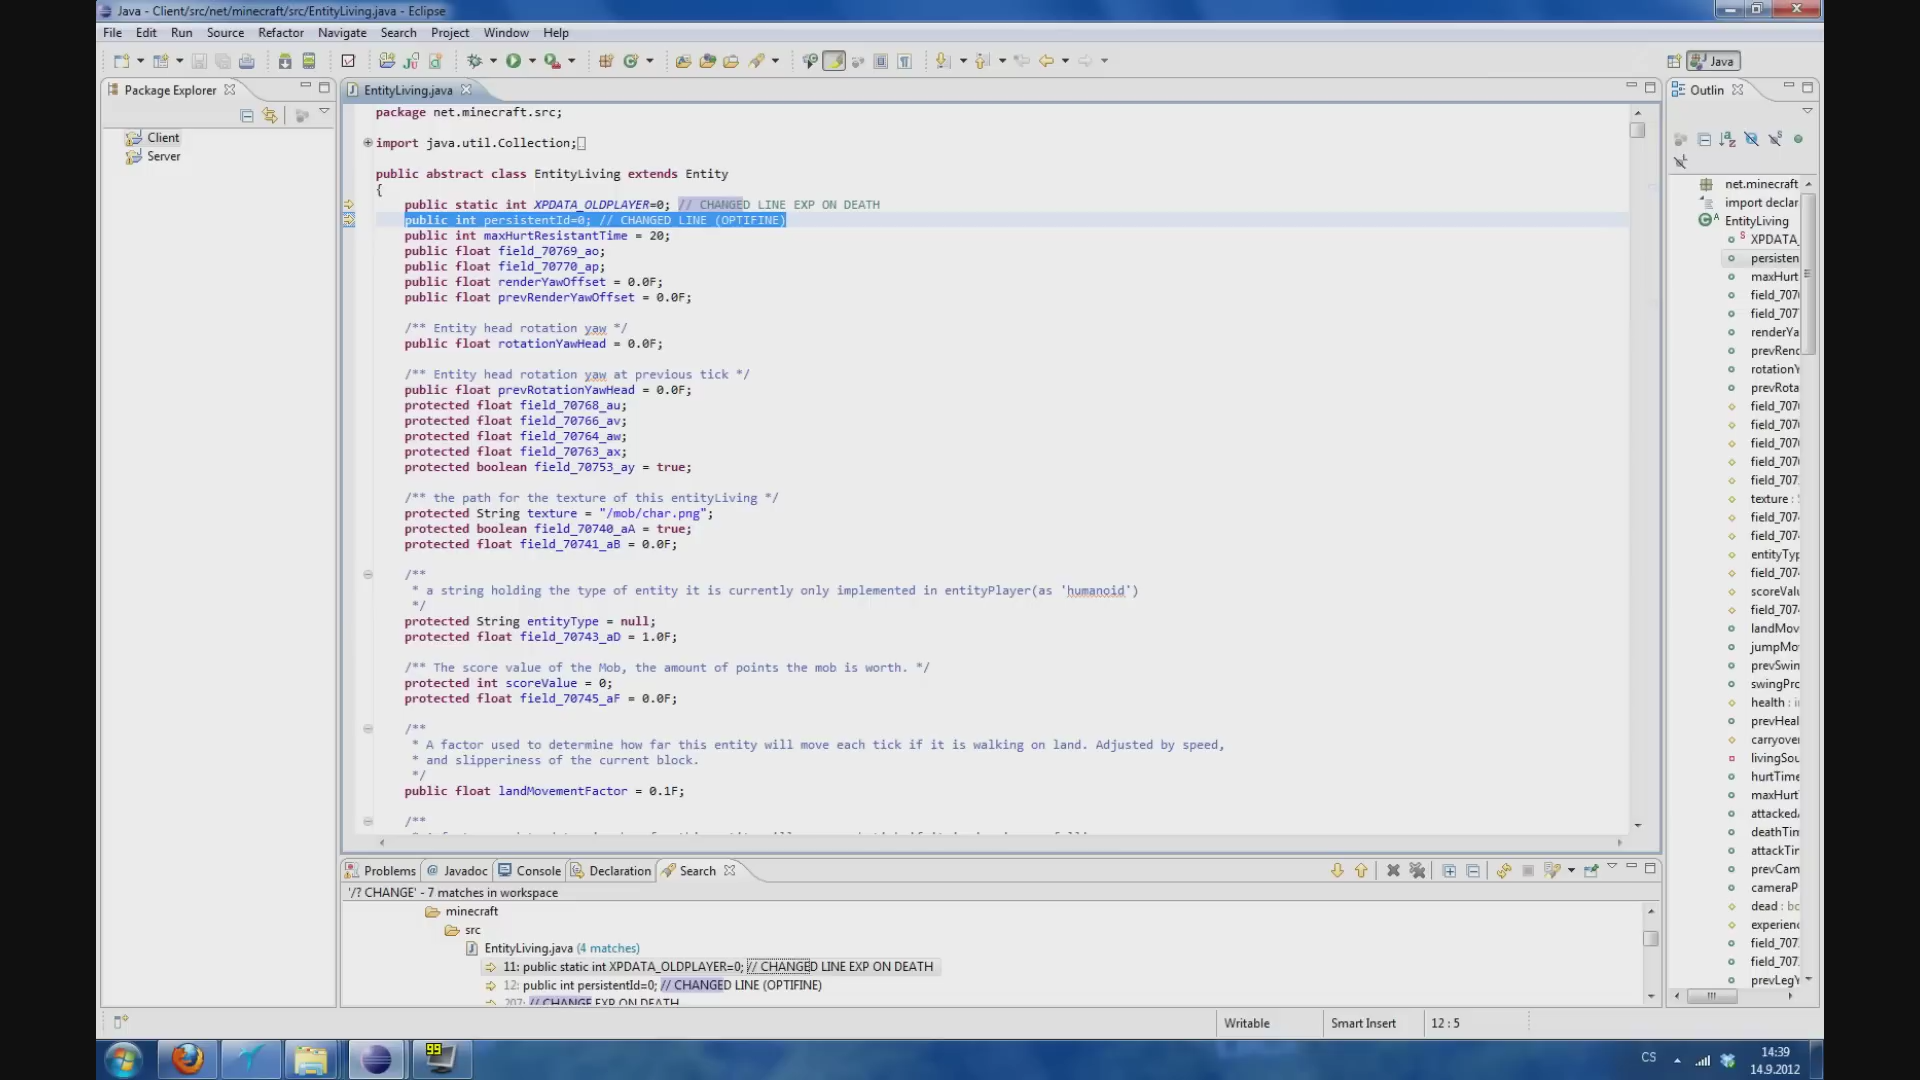 Java - Client/src/net/minecraft/src/EntityLiving.java - Eclipse
File Edit Run Source Refactor Navigate Search Project Window Help
Java
Package Explorer
EntityLiving.java
Outlin
Client
Server
package net.minecraft.src;
import java.util.Collection;
public abstract class EntityLiving extends Entity
{
public static int XPDATA_OLDPLAYER=0; // CHANGED LINE EXP ON DEATH
public int persistentId=0; // CHANGED LINE (OPTIFINE)
public int maxHurtResistantTime = 20;
public float field_70769_ao;
public float field_70770_ap;
public float renderYawOffset = 0.0F;
public float prevRenderYawOffset = 0.0F;
/** Entity head rotation yaw */
public float rotationYawHead = 0.0F;
/** Entity head rotation yaw at previous tick */
public float prevRotationYawHead = 0.0F;
protected float field_70768_au;
protected float field_70766_av;
protected float field_70764_aw;
protected float field_70763_ax;
protected boolean field_70753_ay = true;
/** the path for the texture of this entityLiving */
protected String texture = "/mob/char.png";
protected boolean field_70740_aA = true;
protected float field_70741_aB = 0.0F;
/**
* a string holding the type of entity it is currently only implemented in entityPlayer(as 'humanoid')
*/
protected String entityType = null;
protected float field_70743_aD = 1.0F;
/** The score value of the Mob, the amount of points the mob is worth. */
protected int scoreValue = 0;
protected float field_70745_aF = 0.0F;
/**
* A factor used to determine how far this entity will move each tick if it is walking on land. Adjusted by speed,
* and slipperiness of the current block.
*/
public float landMovementFactor = 0.1F;
/**
net.minecraft
import declar
EntityLiving
XPDATA_
persisten
maxHurt
field_707
field_707
renderYa
prevRend
rotationY
prevRota
field_707
field_707
field_707
field_707
field_707
texture :
field_707
field_707
entityTyp
field_707
scoreValu
field_707
landMov
jumpMo
prevSwin
swingPro
health : i
prevHeal
carryover
livingSou
hurtTime
maxHurt
attackedA
deathTim
attackTim
prevCam
cameraP
dead : bo
experienc
field_707
field_707
prevLegY
Problems @ Javadoc Console Declaration Search
'/? CHANGE' - 7 matches in workspace
minecraft
src
EntityLiving.java (4 matches)
11: public static int XPDATA_OLDPLAYER=0; // CHANGED LINE EXP ON DEATH
12: public int persistentId=0; // CHANGED LINE (OPTIFINE)
207: // CHANGE EXP ON DEATH
Writable Smart Insert 12 : 5
99
CS
14:39
14.9.2012